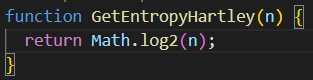 function GetEntropyHartley(n) {
  return Math.log2(n);
}